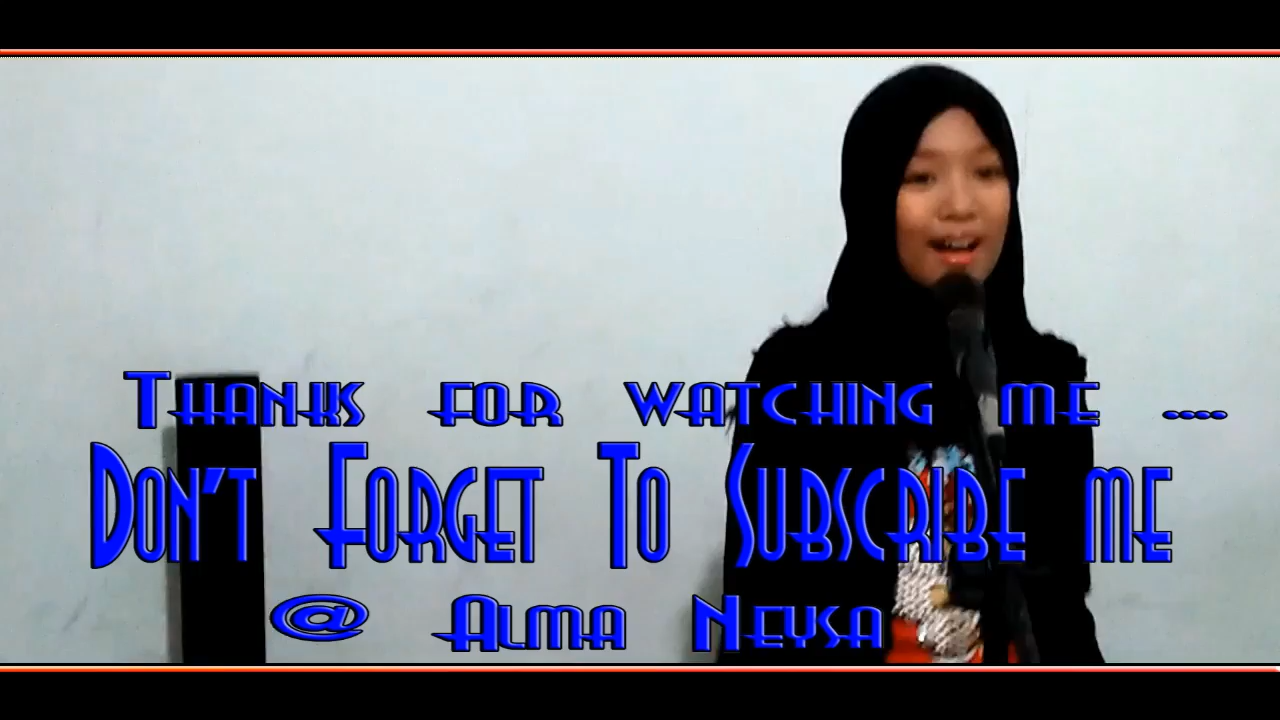 Thanks for watching me ....
Don't Forget To Subscribe me
@ Alma Neysa